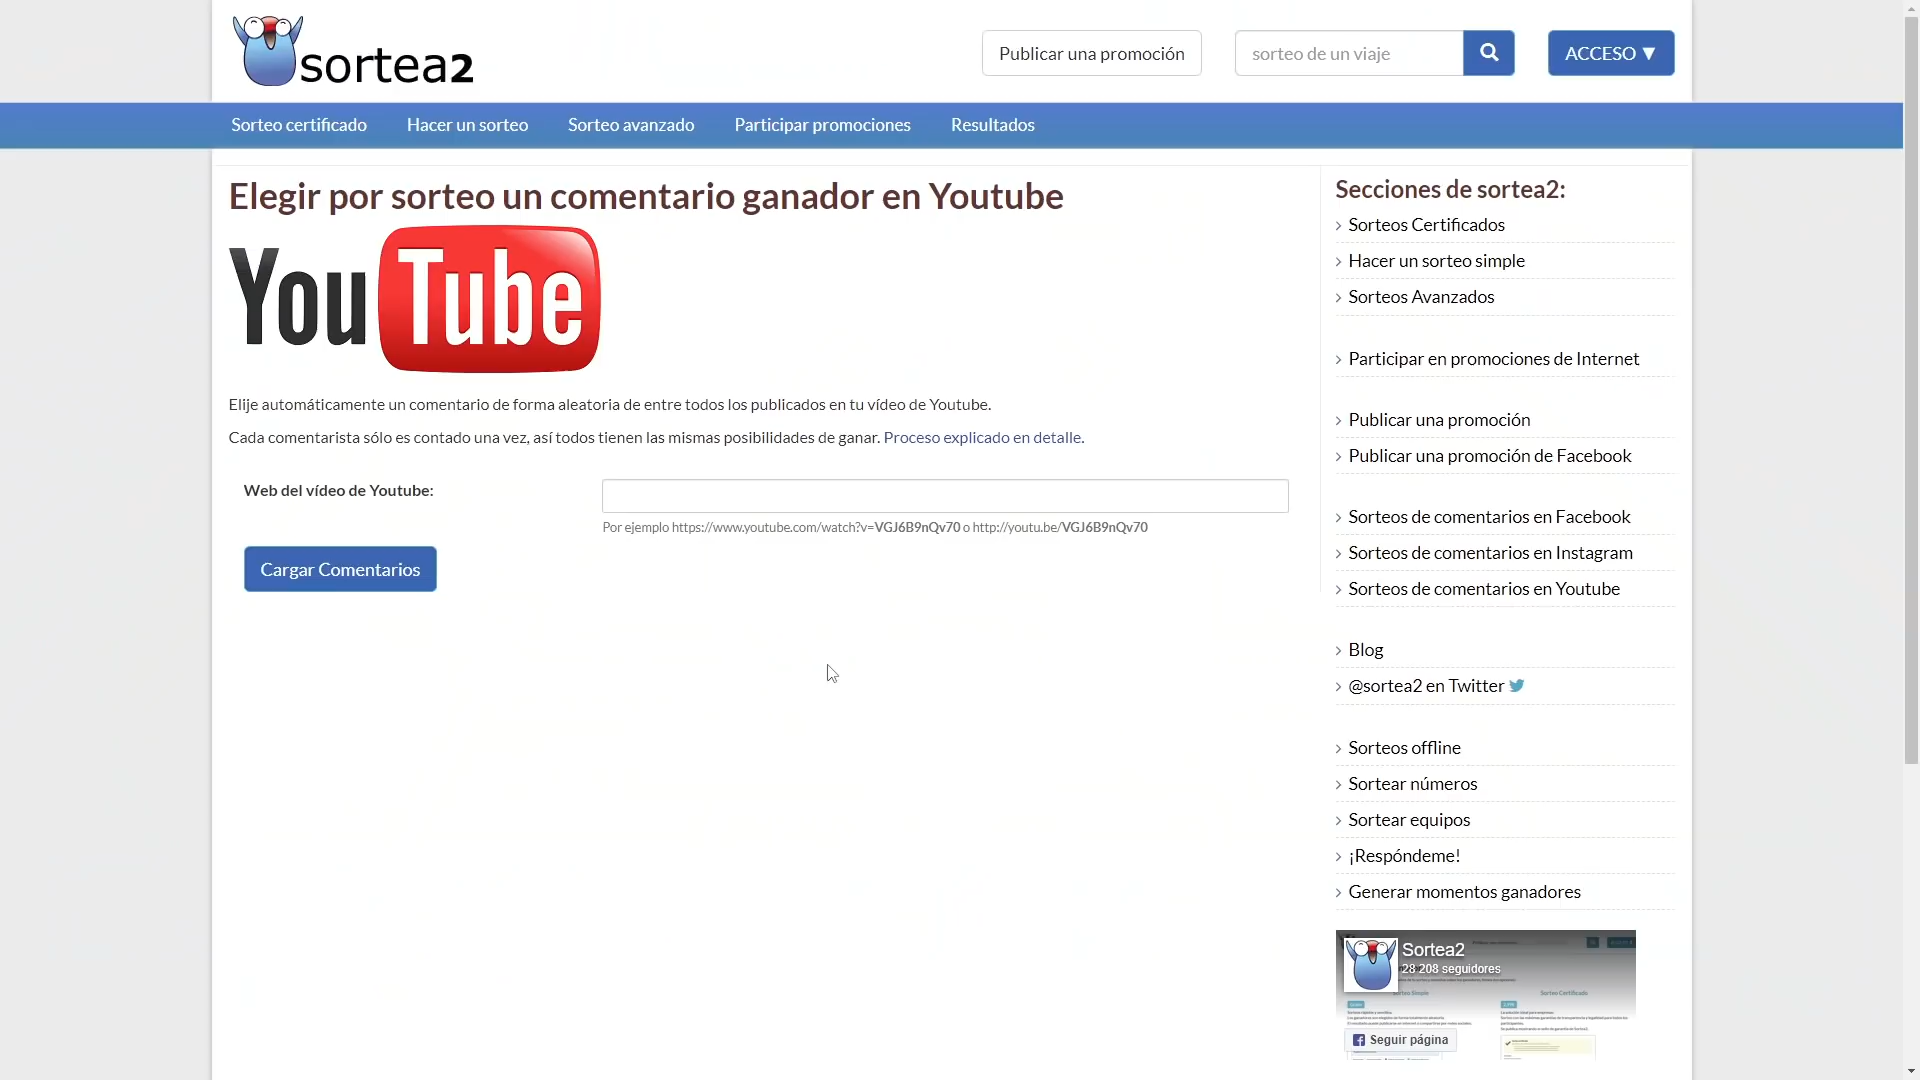 sortea2
Publicar una promoción
sorteo de un viaje
ACCESO ▼
Sorteo certificado
Hacer un sorteo
Sorteo avanzado
Participar promociones
Resultados
Elegir por sorteo un comentario ganador en Youtube
YouTube
Elije automáticamente un comentario de forma aleatoria de entre todos los publicados en tu vídeo de Youtube.
Cada comentarista sólo es contado una vez, así todos tienen las mismas posibilidades de ganar. Proceso explicado en detalle.
Web del vídeo de Youtube:
Por ejemplo https://www.youtube.com/watch?v=VGJ6B9nQv70 o http://youtu.be/VGJ6B9nQv70
Cargar Comentarios
Secciones de sortea2:
Sorteos Certificados
Hacer un sorteo simple
Sorteos Avanzados
Participar en promociones de Internet
Publicar una promoción
Publicar una promoción de Facebook
Sorteos de comentarios en Facebook
Sorteos de comentarios en Instagram
Sorteos de comentarios en Youtube
Blog
@sortea2 en Twitter
Sorteos offline
Sortear números
Sortear equipos
¡Respóndeme!
Generar momentos ganadores
Sortea2
28 208 seguidores
Sorteo Simple
Sorteo Certificado
Seguir página